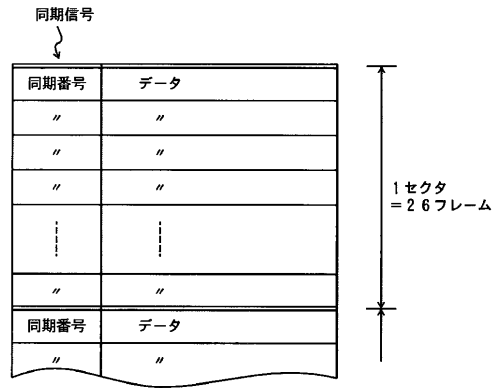 同期信号
同期番号 データ
〃 〃
〃 〃
〃 〃
〃 〃
同期番号 データ
〃 〃
1セクタ
=26フレーム